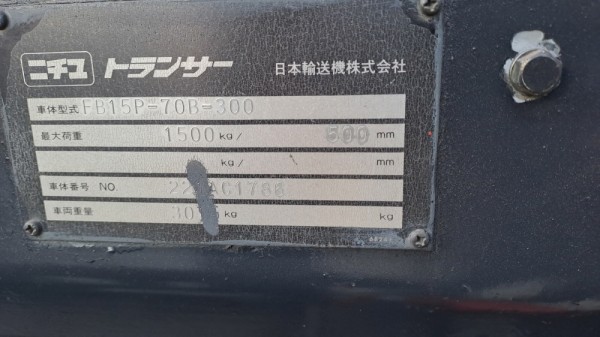 ニチユ トランサー 日本輸送機株式会社
車体型式 FB15P-70B-300
最大荷重 1500 kg/ 500 mm
kg/ mm
車体番号 NO.
車両重量 kg kg